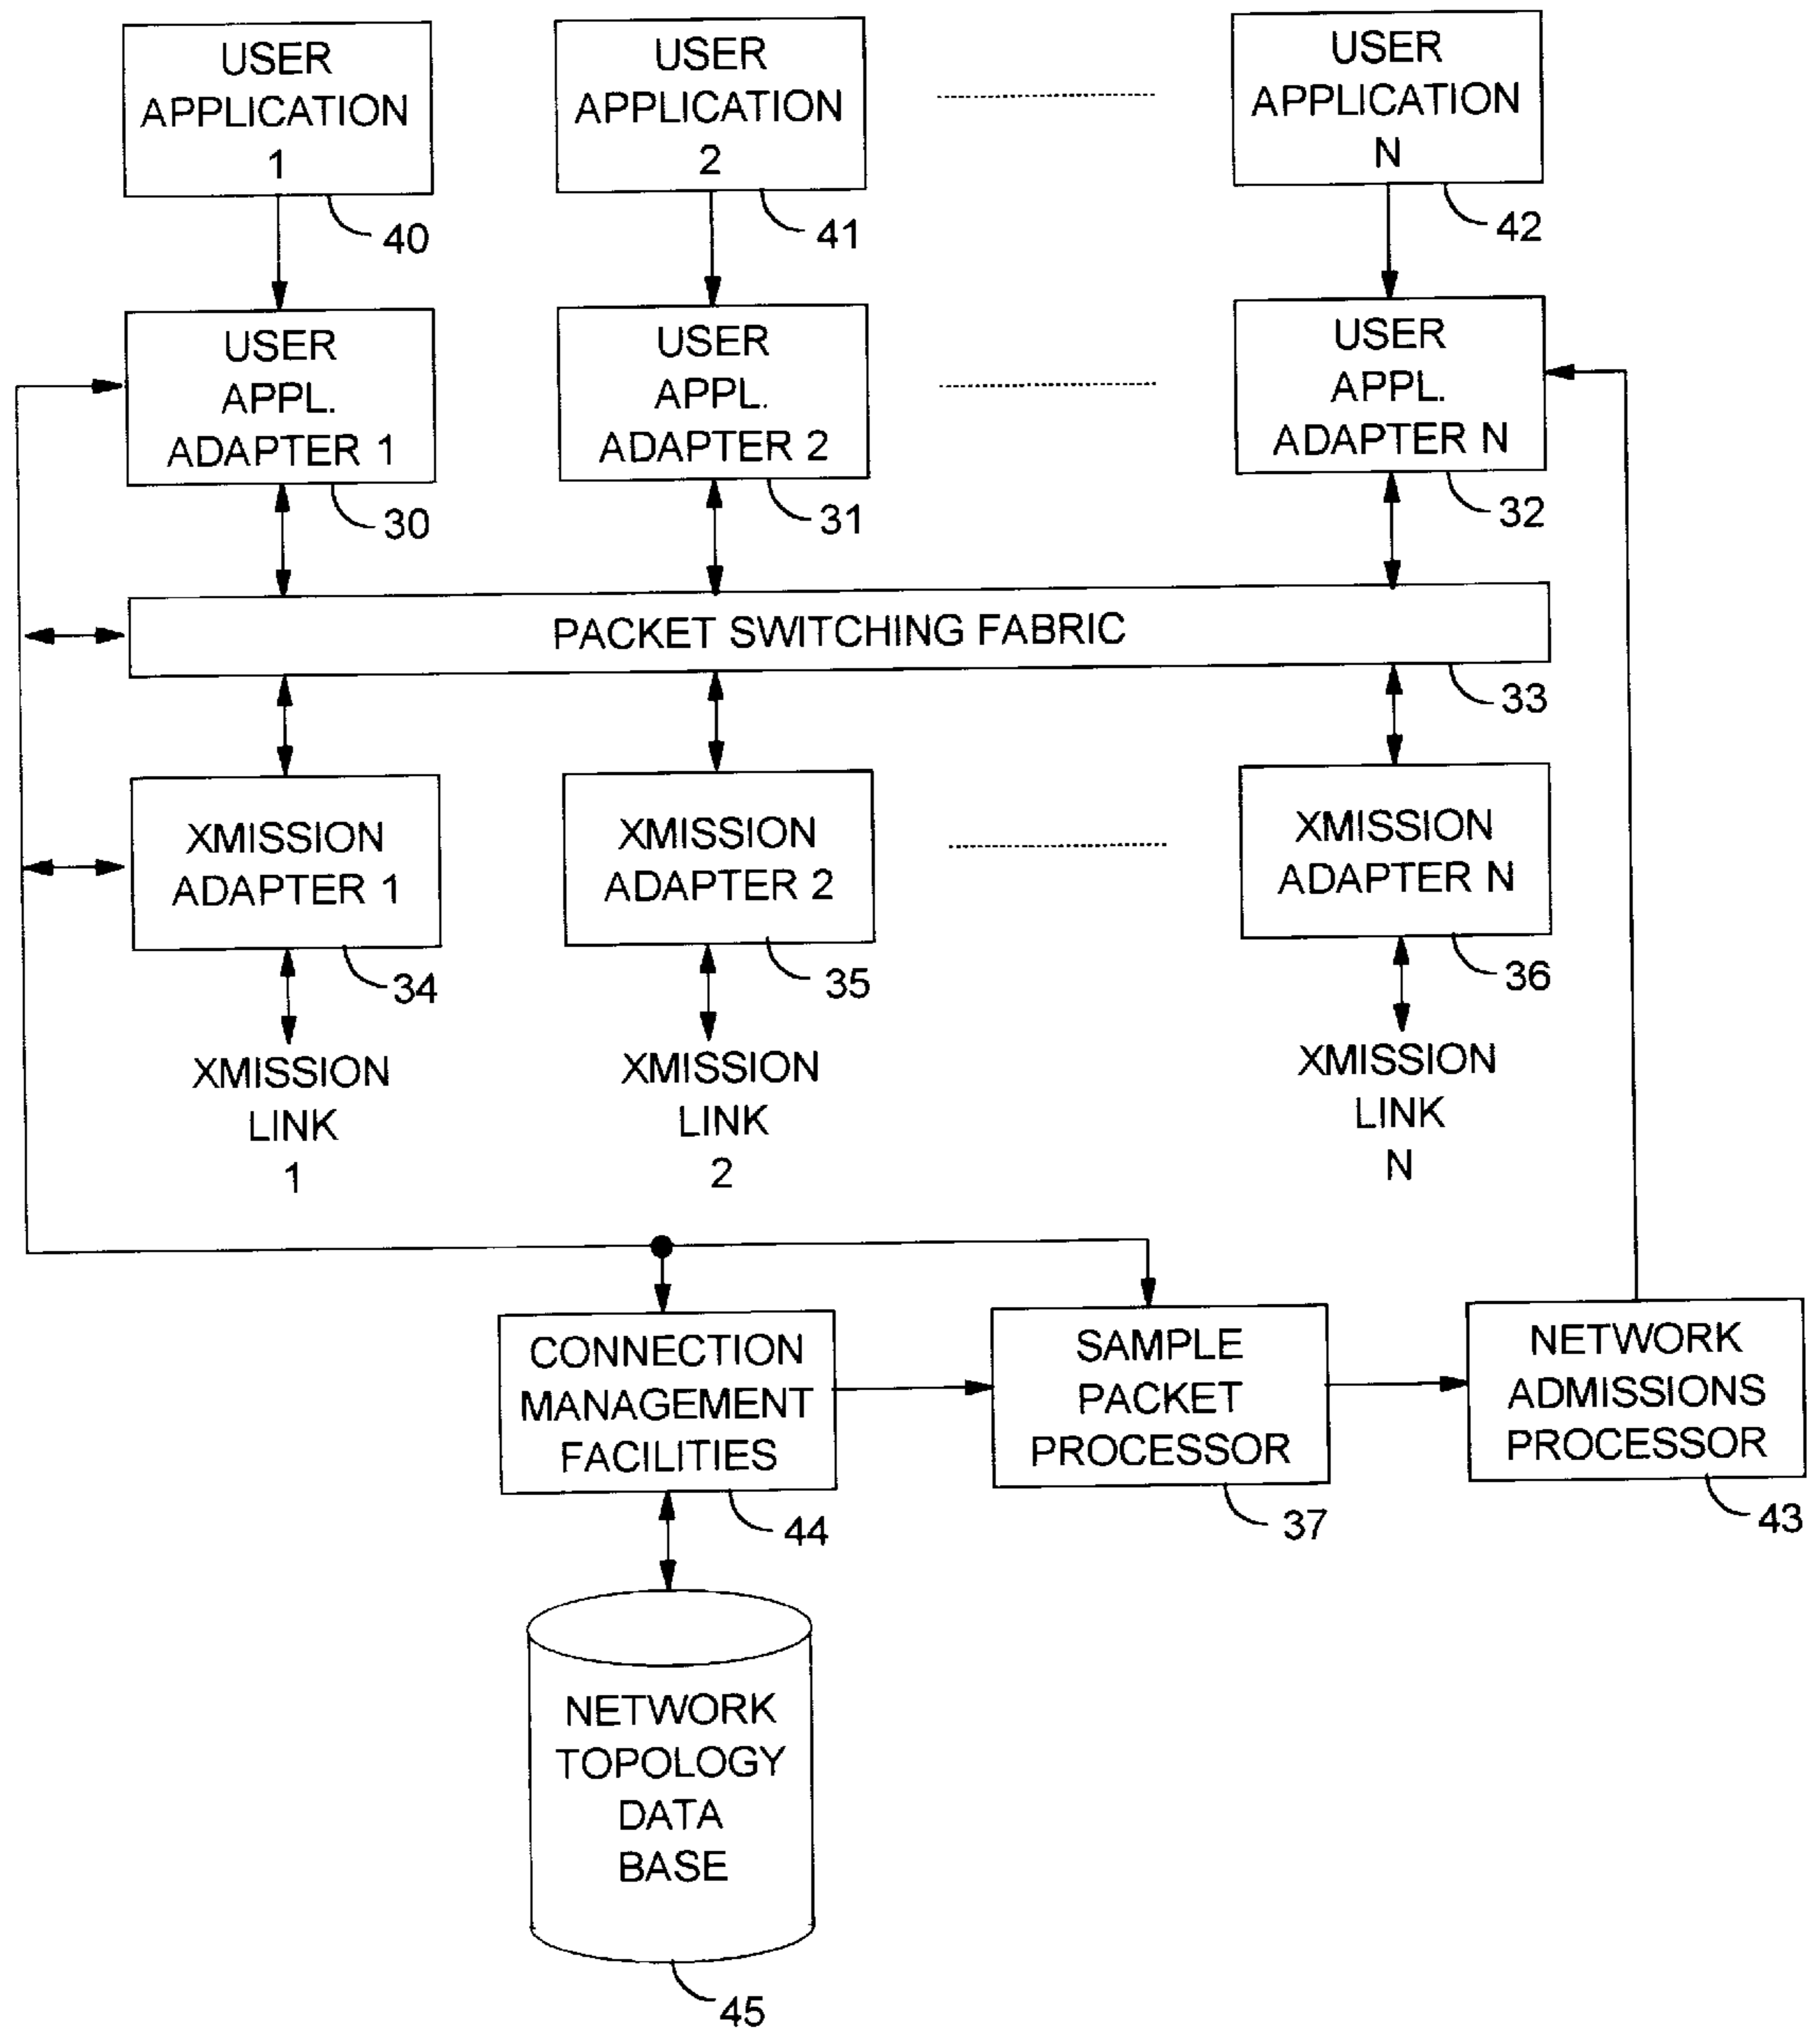 USER
APPLICATION
1
40
USER
APPLICATION
2
41
USER
APPLICATION
N
42
USER
APPL.
ADAPTER 1
30
USER
APPL.
ADAPTER 2
31
USER
APPL.
ADAPTER N
32
PACKET SWITCHING FABRIC
33
XMISSION
ADAPTER 1
34
XMISSION
ADAPTER 2
35
XMISSION
ADAPTER N
36
XMISSION
LINK
1
XMISSION
LINK
2
XMISSION
LINK
N
CONNECTION
MANAGEMENT
FACILITIES
44
SAMPLE
PACKET
PROCESSOR
37
NETWORK
ADMISSIONS
PROCESSOR
43
NETWORK
TOPOLOGY
DATA
BASE
45